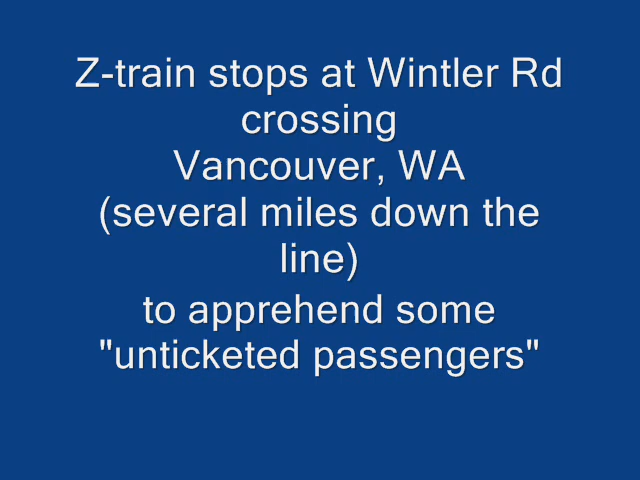 Z-train stops at Wintler Rd
crossing
Vancouver, WA
(several miles down the
line)
to apprehend some
"unticketed passengers"